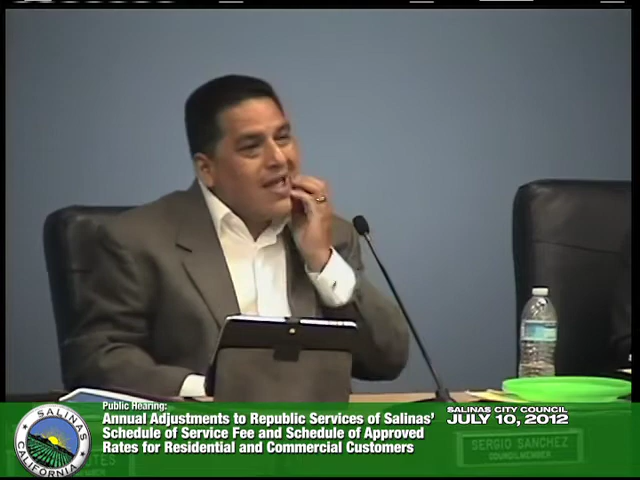 Public Hearing:
Annual Adjustments to Republic Services of Salinas'
Schedule of Service Fee and Schedule of Approved
Rates for Residential and Commercial Customers
SALINAS CITY COUNCIL
JULY 10, 2012
SALINAS
CALIFORNIA
SERGIO SANCHEZ
COUNCILMEMBER